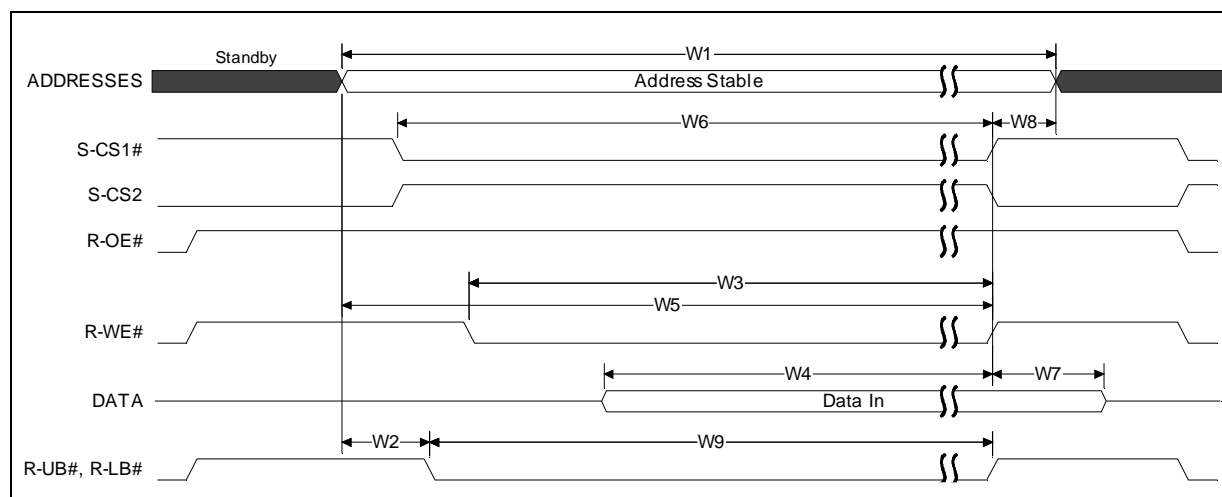 Standby
W1
ADDRESSES
Address Stable
W6
W8
S-CS1#
S-CS2
R-OE#
W3
W5
R-WE#
W4
W7
DATA
Data In
W2
W9
R-UB#, R-LB#